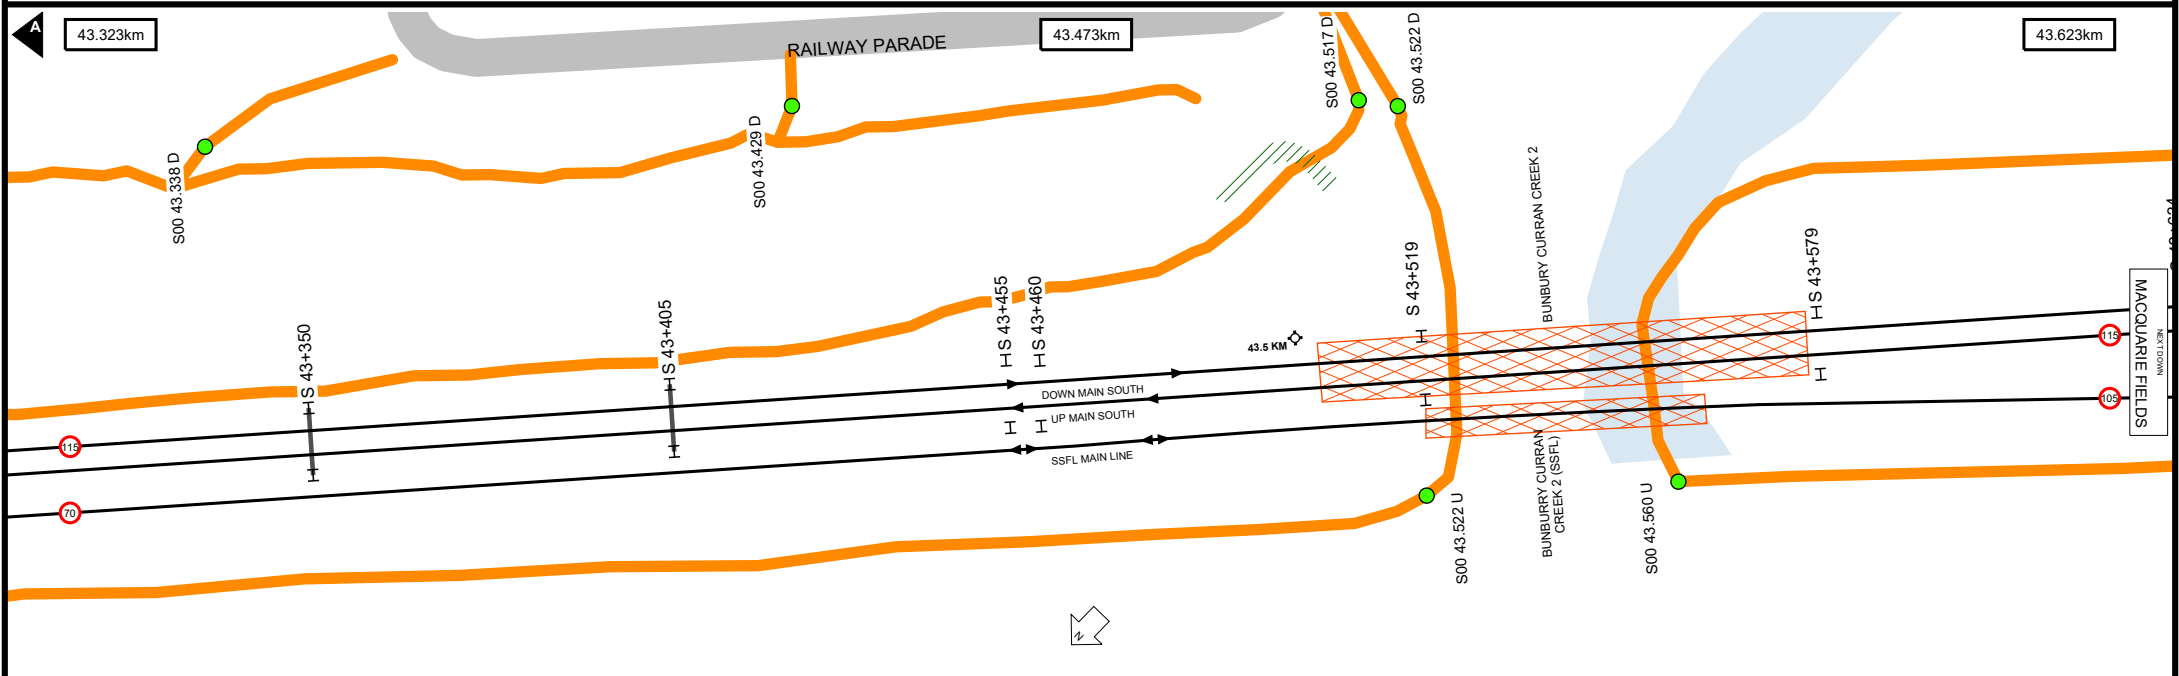 A
43.323km
43.473km
43.623km
RAILWAY PARADE
S00 43.338 D
S00 43.429 D
S00 43.517 D
S00 43.522 D
S 43+350
S 43+405
S 43+455
S 43+460
S 43+519
S 43+579
BUNBURY CURRAN CREEK 2
43.5 KM
DOWN MAIN SOUTH
UP MAIN SOUTH
SSFL MAIN LINE
115
70
115
105
MACQUARIE FIELDS
NEXT DOWN
BUNBURRY CURRAN
CREEK 2 (SSFL)
S00 43.522 U
S00 43.560 U
N